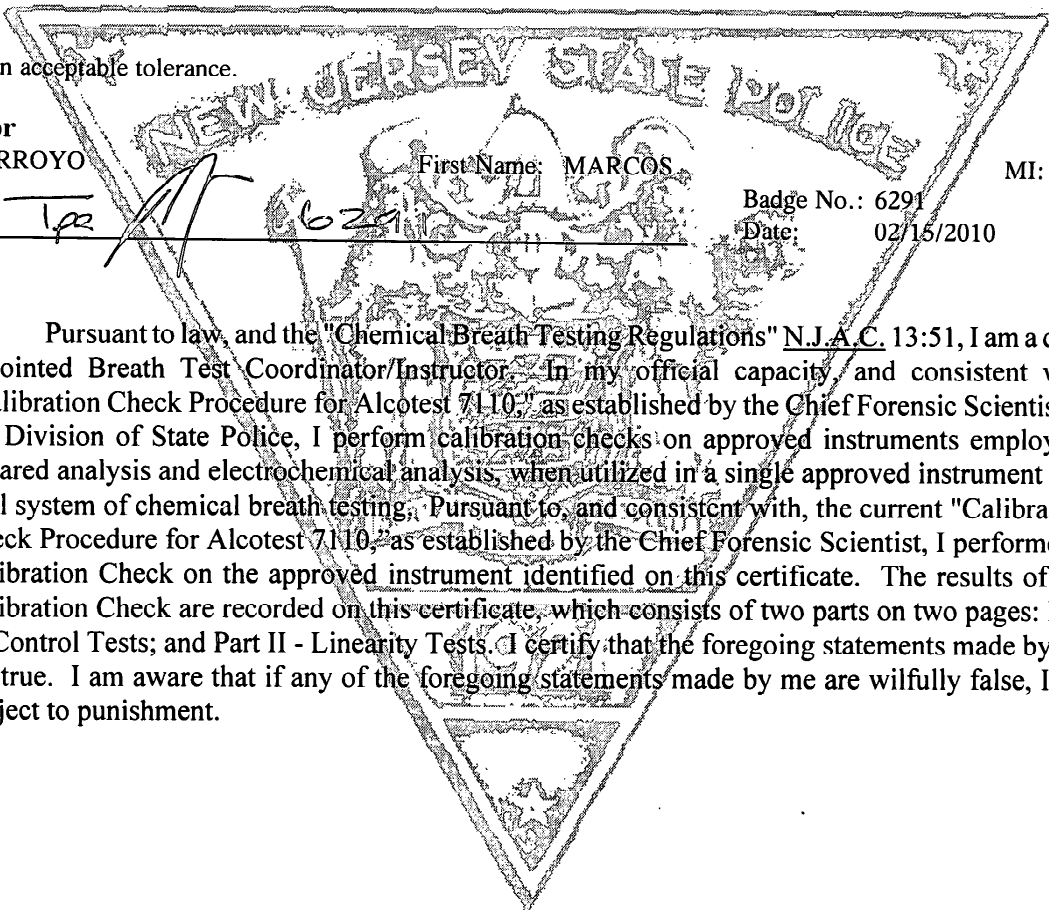 NEW JERSEY STATE POLICE
n acceptable tolerance.
or
RROYO First Name: MARCOS MI:
Badge No.: 6291
Tpr 6291
Date: 02/15/2010
Pursuant to law, and the "Chemical Breath Testing Regulations" N.J.A.C. 13:51, I am a d
ointed Breath Test Coordinator/Instructor. In my official capacity, and consistent w
alibration Check Procedure for Alcotest 7110," as established by the Chief Forensic Scientis
Division of State Police, I perform calibration checks on approved instruments employ
ared analysis and electrochemical analysis, when utilized in a single approved instrument
l system of chemical breath testing. Pursuant to, and consistent with, the current "Calibra
eck Procedure for Alcotest 7110," as established by the Chief Forensic Scientist, I performe
ibration Check on the approved instrument identified on this certificate. The results of
ibration Check are recorded on this certificate, which consists of two parts on two pages:
Control Tests; and Part II - Linearity Tests. I certify that the foregoing statements made by
true. I am aware that if any of the foregoing statements made by me are wilfully false, I
ject to punishment.